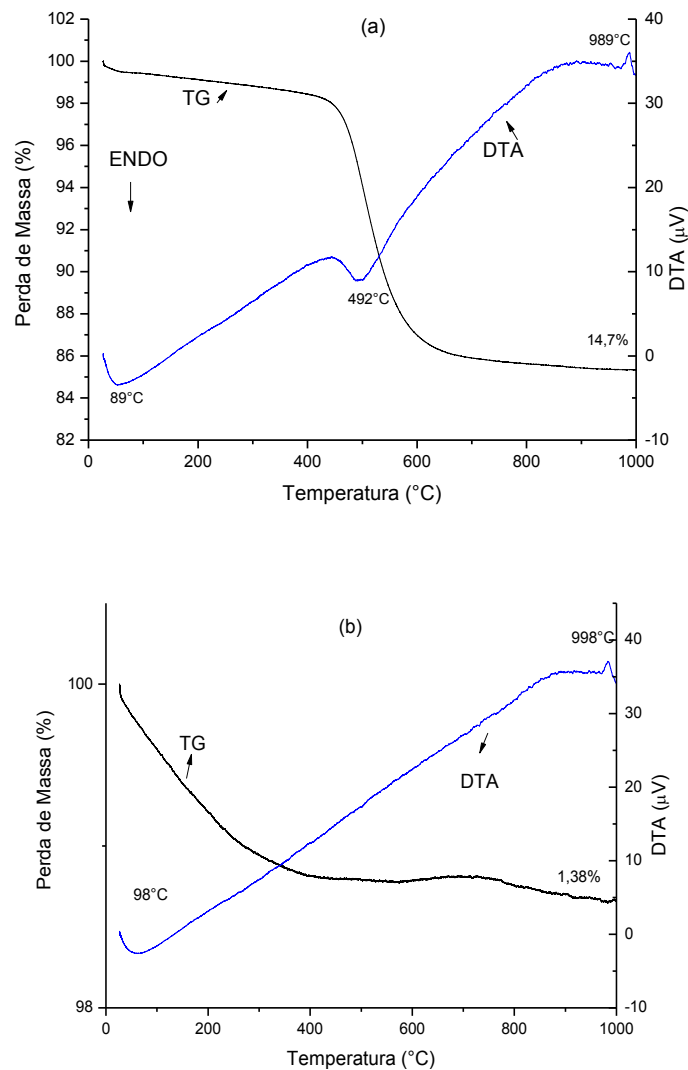 (a)
989°C
TG
DTA
ENDO
492°C
14,7%
89°C
100
98
96
94
92
90
88
86
84
82
40
30
20
10
0
-10
0
200
400
600
800
1000
Perda de Massa (%)
DTA (µV)
Temperatura (°C)
(b)
998°C
TG
DTA
98°C
1,38%
100
98
40
30
20
10
0
-10
0
200
400
600
800
1000
Perda de Massa (%)
DTA (µV)
Temperatura (°C)